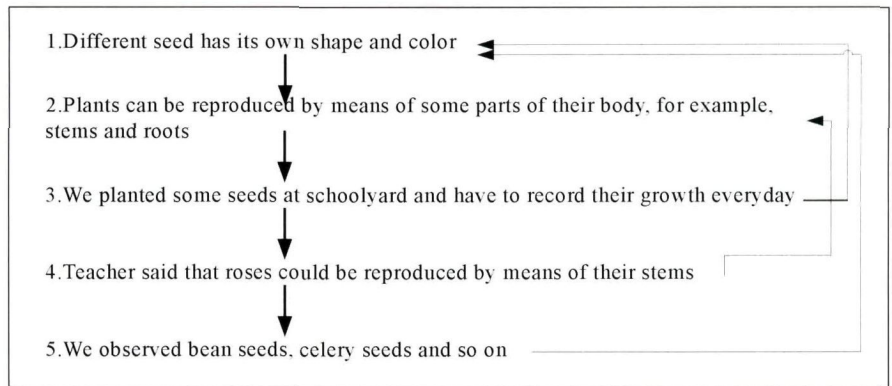 1.Different seed has its own shape and color
2.Plants can be reproduced by means of some parts of their body, for example,
stems and roots
3.We planted some seeds at schoolyard and have to record their growth everyday
4.Teacher said that roses could be reproduced by means of their stems
5.We observed bean seeds, celery seeds and so on